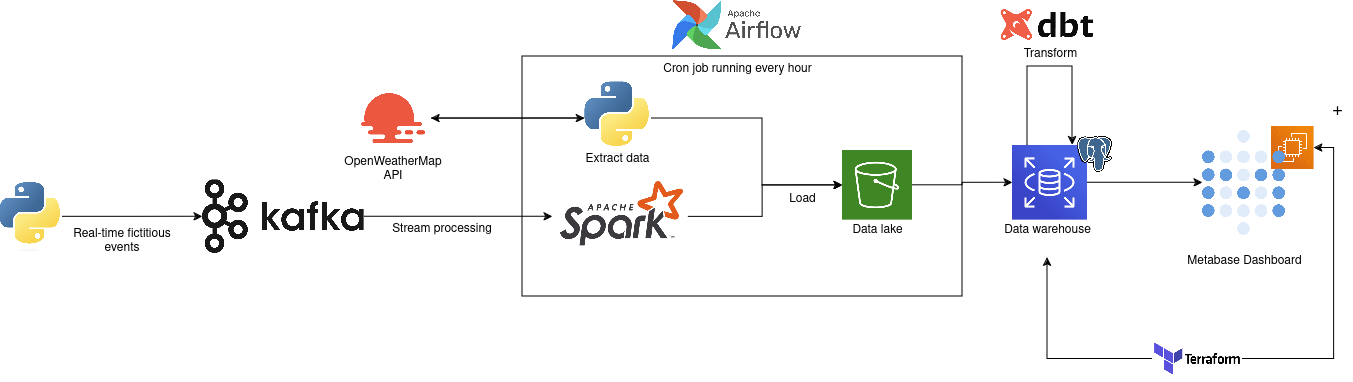 Apache
Airflow
Cron job running every hour
dbt
Transform
+
OpenWeatherMap
API
Extract data
Real-time fictitious
events
kafka
Stream processing
APACHE
Spark
Load
Data lake
Data warehouse
Metabase Dashboard
Terraform